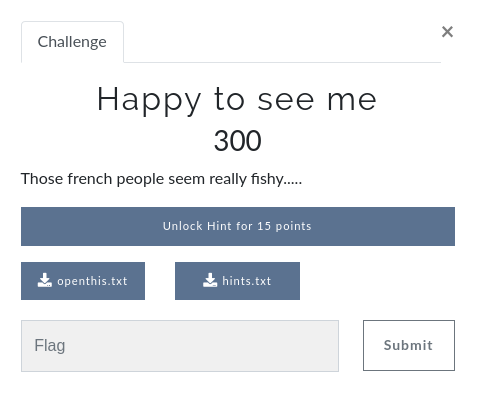 Challenge
×
Happy to see me
300
Those french people seem really fishy.....
Unlock Hint for 15 points
openthis.txt
hints.txt
Flag
Submit